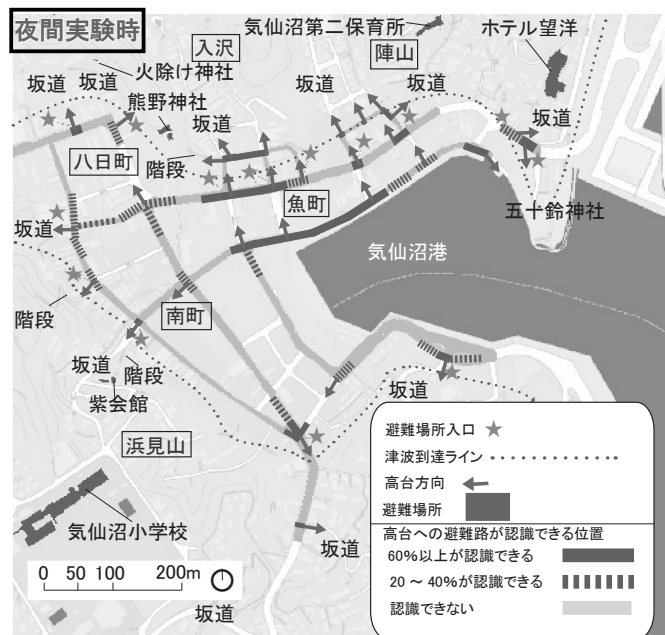 夜間実験時
入沢
気仙沼第二保育所
陣山
ホテル望洋
坂道
坂道
火除け神社
熊野神社
坂道
坂道
坂道
八日町
階段
魚町
五十鈴神社
坂道
気仙沼港
階段
南町
坂道
階段
紫会館
坂道
浜見山
気仙沼小学校
坂道
0 50 100 200m
坂道
避難場所入口
津波到達ライン
高台方向
避難場所
高台への避難路が認識できる位置
60%以上が認識できる
20 ~ 40%が認識できる
認識できない